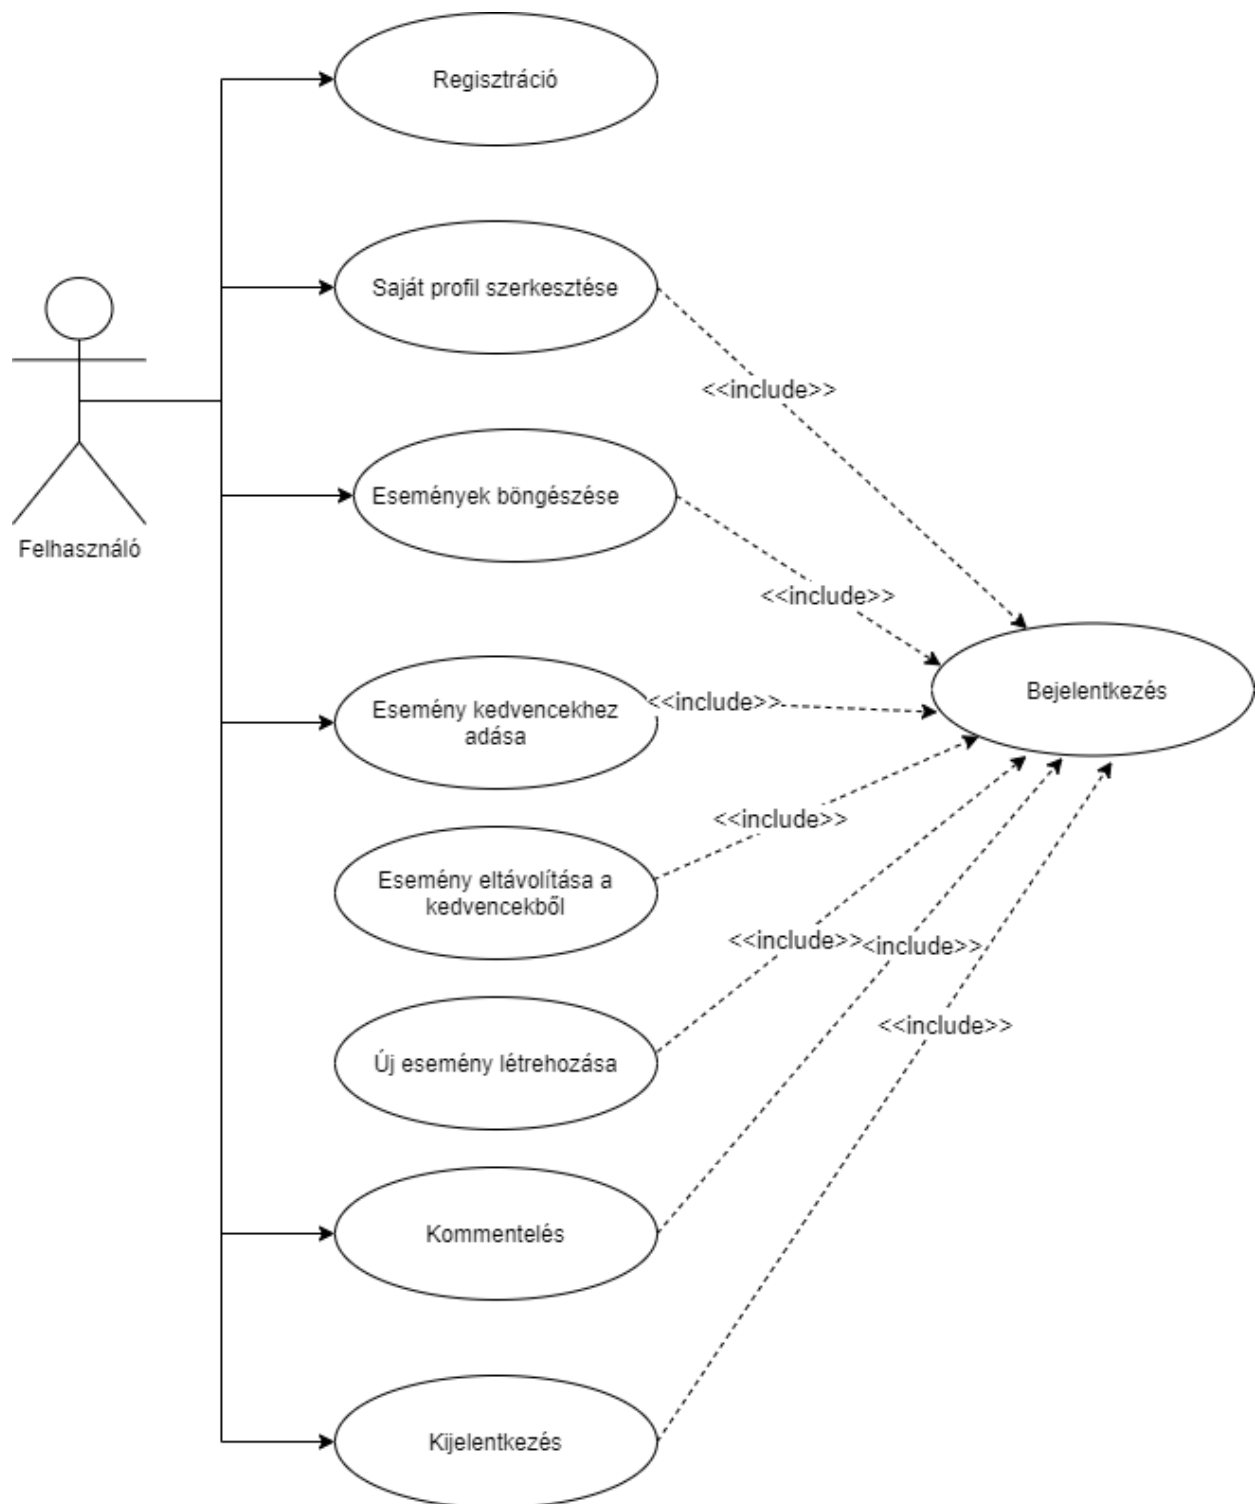 Regisztráció
Saját profil szerkesztése
<<include>>
Események böngészése
Felhasználó
<<include>>
Bejelentkezés
Esemény kedvencekhez
adása
<<include>>
<<include>>
Esemény eltávolítása a
kedvencekből
<<include>>
<include>>
<<include>>
Új esemény létrehozása
Kommentelés
Kijelentkezés